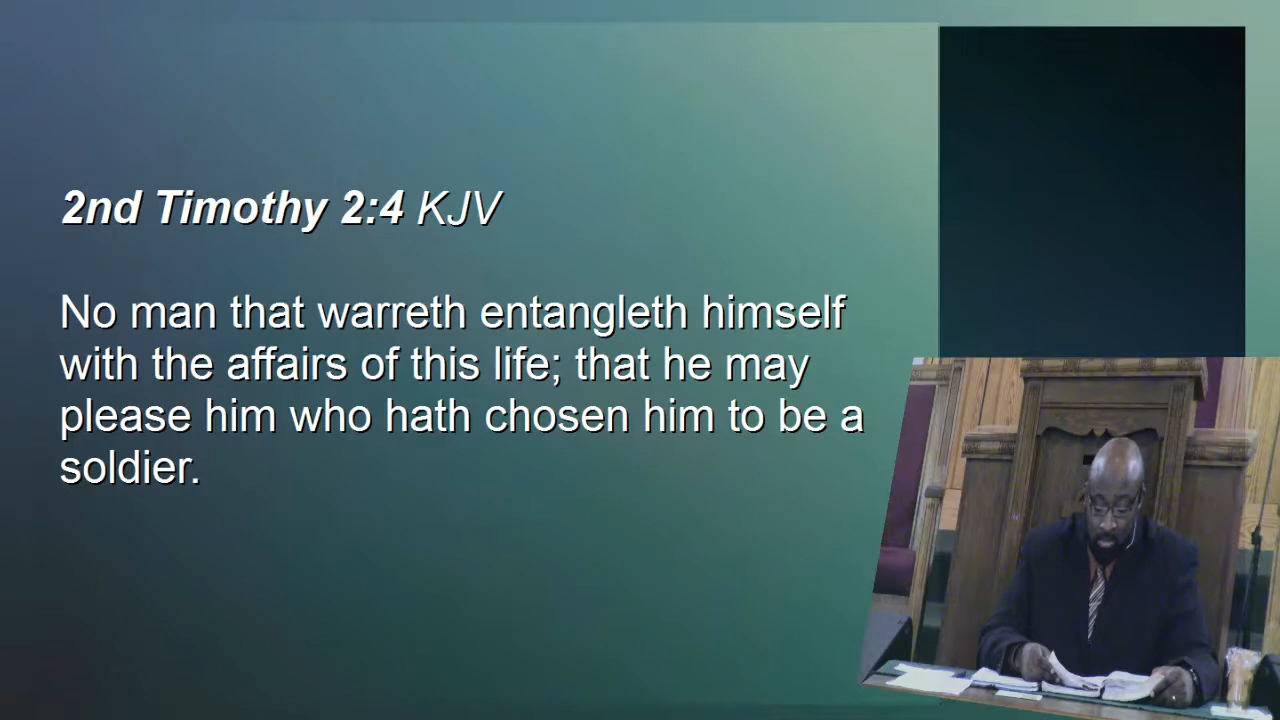 2nd Timothy 2:4 KJV
No man that warreth entangleth himself
with the affairs of this life; that he may
please him who hath chosen him to be a
soldier.